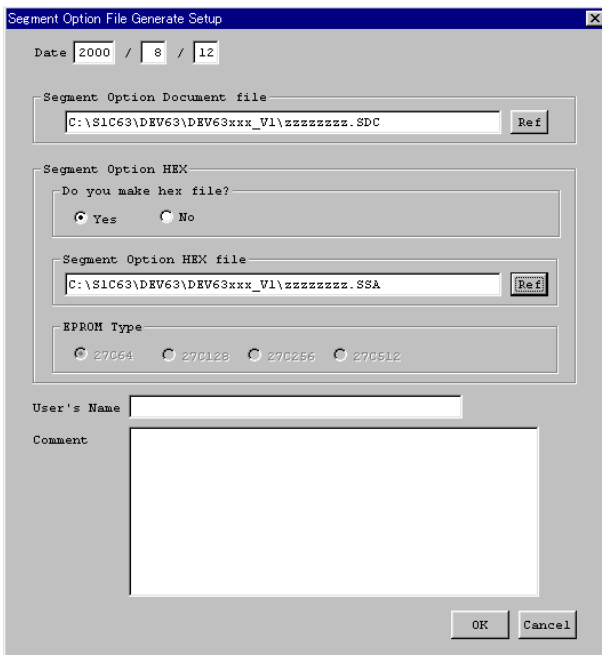 Segment Option File Generate Setup
Date 2000 / 8 / 12
Segment Option Document file
C:\S1C63\DEV63\DEV63xxx_V1\zzzzzzzz.SDC Ref
Segment Option HEX
Do you make hex file?
Yes No
Segment Option HEX file
C:\S1C63\DEV63\DEV63xxx_V1\zzzzzzzz.SSA Ref
EPROM Type
27C64 27C128 27C256 27C512
User's Name
Comment
OK Cancel